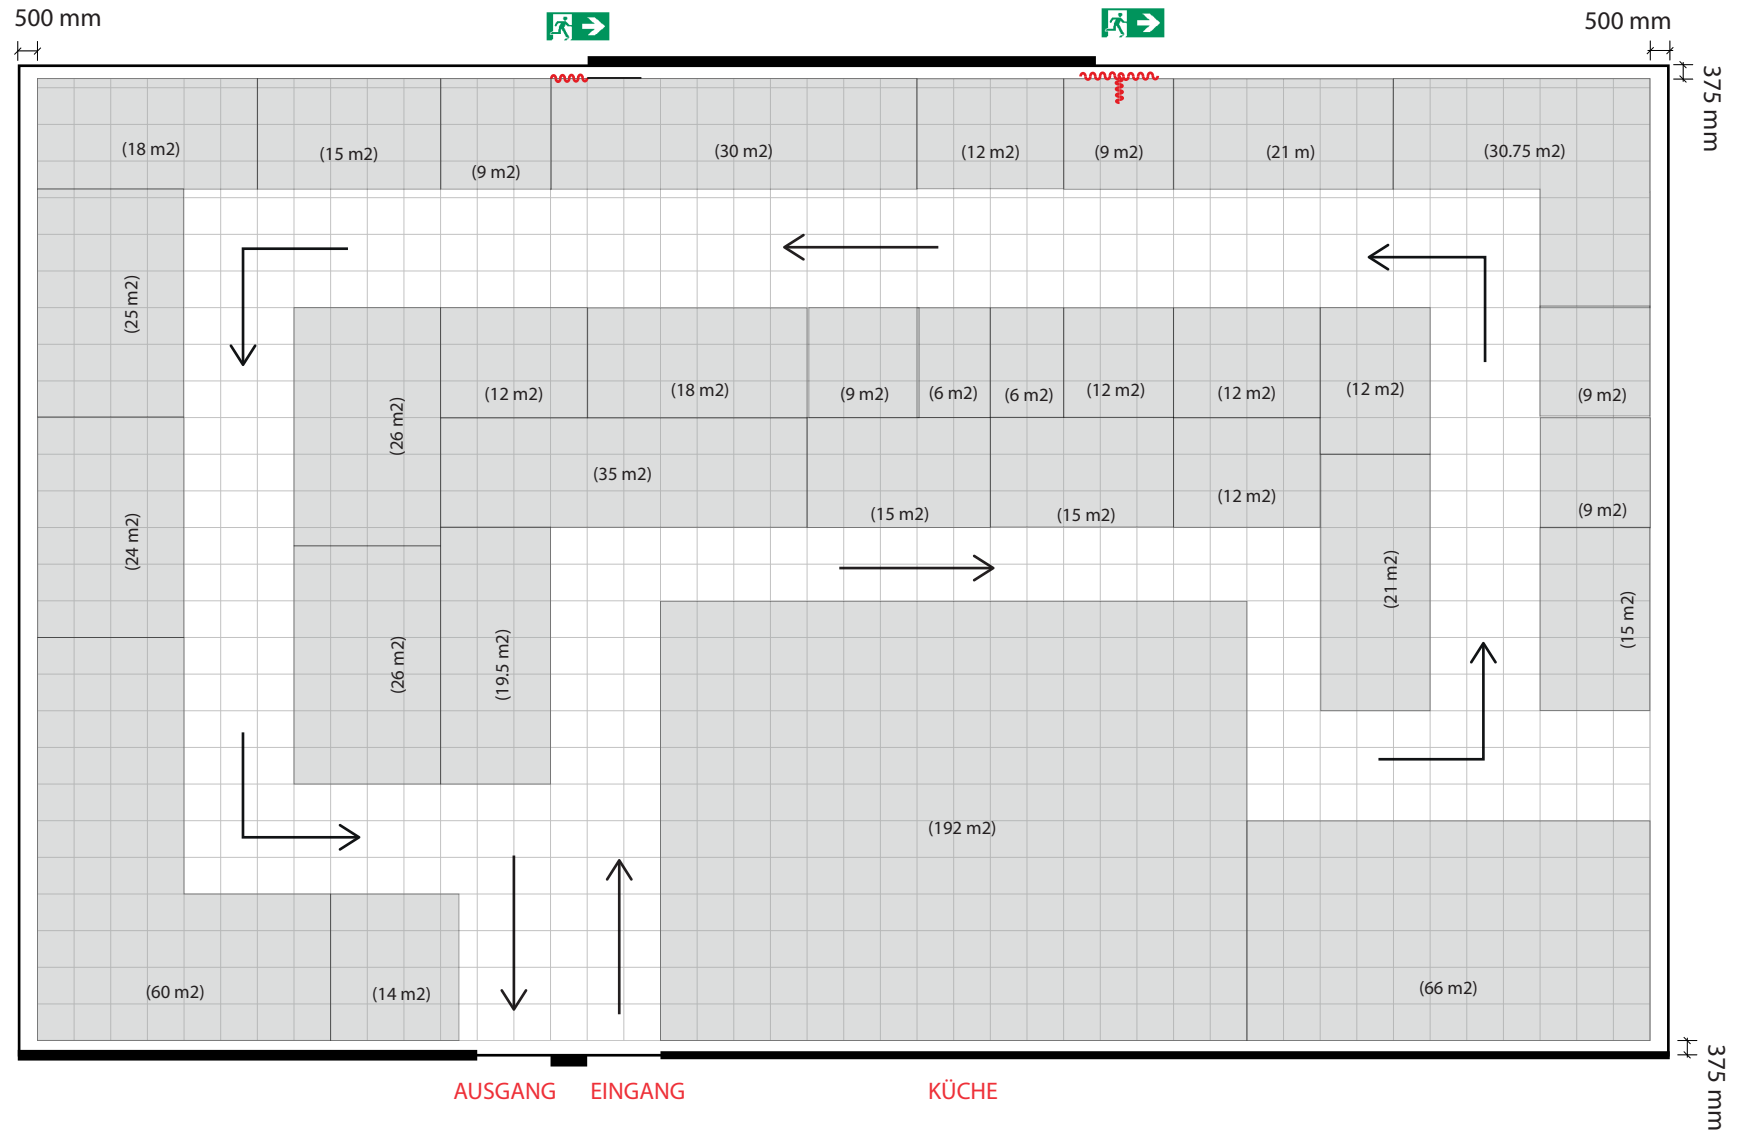 500 mm
500 mm
375 mm
(18 m2)
(15 m2)
(9 m2)
(30 m2)
(12 m2)
(9 m2)
(21 m)
(30.75 m2)
(25 m2)
(26 m2)
(12 m2)
(18 m2)
(9 m2)
(6 m2)
(6 m2)
(12 m2)
(12 m2)
(12 m2)
(9 m2)
(24 m2)
(35 m2)
(15 m2)
(15 m2)
(12 m2)
(9 m2)
(21 m2)
(15 m2)
(26 m2)
(19.5 m2)
(192 m2)
(60 m2)
(14 m2)
(66 m2)
375 mm
AUSGANG
EINGANG
KÜCHE